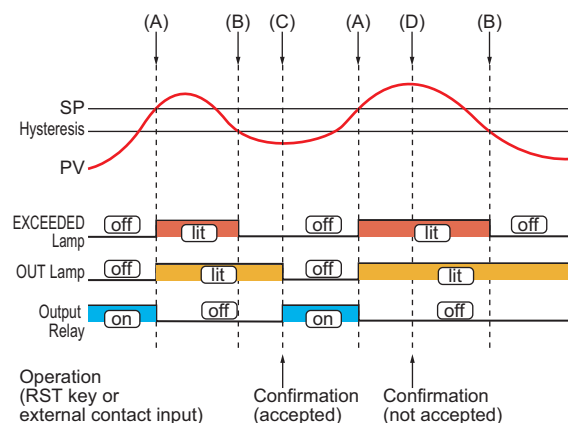 (A) (B) (C) (A) (D) (B)
SP
Hysteresis
PV
EXCEEDED
Lamp
off lit off lit off
OUT Lamp
off lit off lit
Output
Relay
on off on off
Operation
(RST key or
external contact input)
Confirmation
(accepted)
Confirmation
(not accepted)